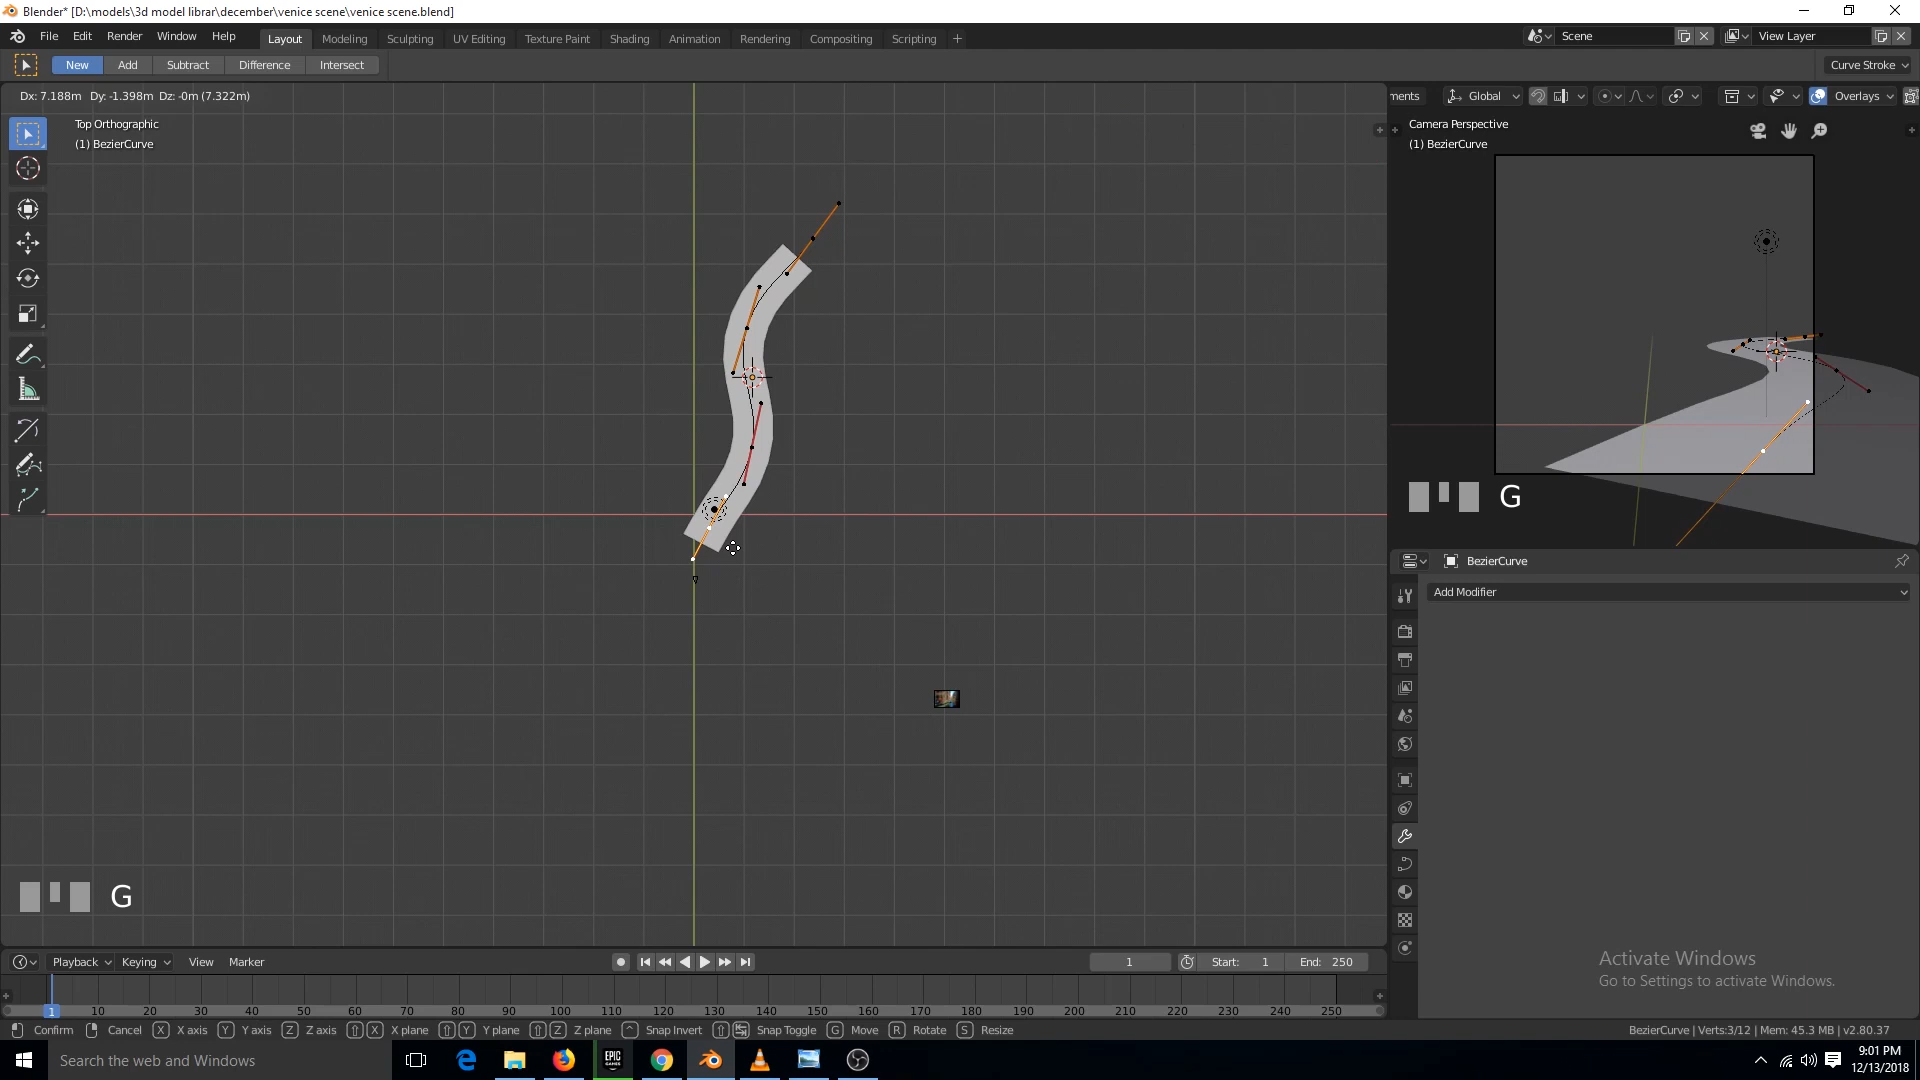 Blender* [D:\models\3d model librar\december\venice scene\venice scene.blend]
File Edit Render Window Help Layout Modeling Sculpting UV Editing Texture Paint Shading Animation Rendering Compositing Scripting + Scene View Layer
New Add Subtract Difference Intersect Curve Stroke
Dx: 7.188m Dy: -1.398m Dz: -0m (7.322m) ments Global Overlays
Top Orthographic
(1) BezierCurve
Camera Perspective
(1) BezierCurve
G
BezierCurve
Add Modifier
G
Activate Windows
Go to Settings to activate Windows.
Playback Keying View Marker 1 Start: 1 End: 250
1 10 20 30 40 50 60 70 80 90 100 110 120 130 140 150 160 170 180 190 200 210 220 230 240 250
Confirm Cancel X X axis Y Y axis Z Z axis X X plane Y Y plane Z Z plane ^ Snap Invert Snap Toggle G Move R Rotate S Resize BezierCurve | Verts:3/12 | Mem: 45.3 MB | v2.80.37
Search the web and Windows EPIC GAMES 9:01 PM
12/13/2018